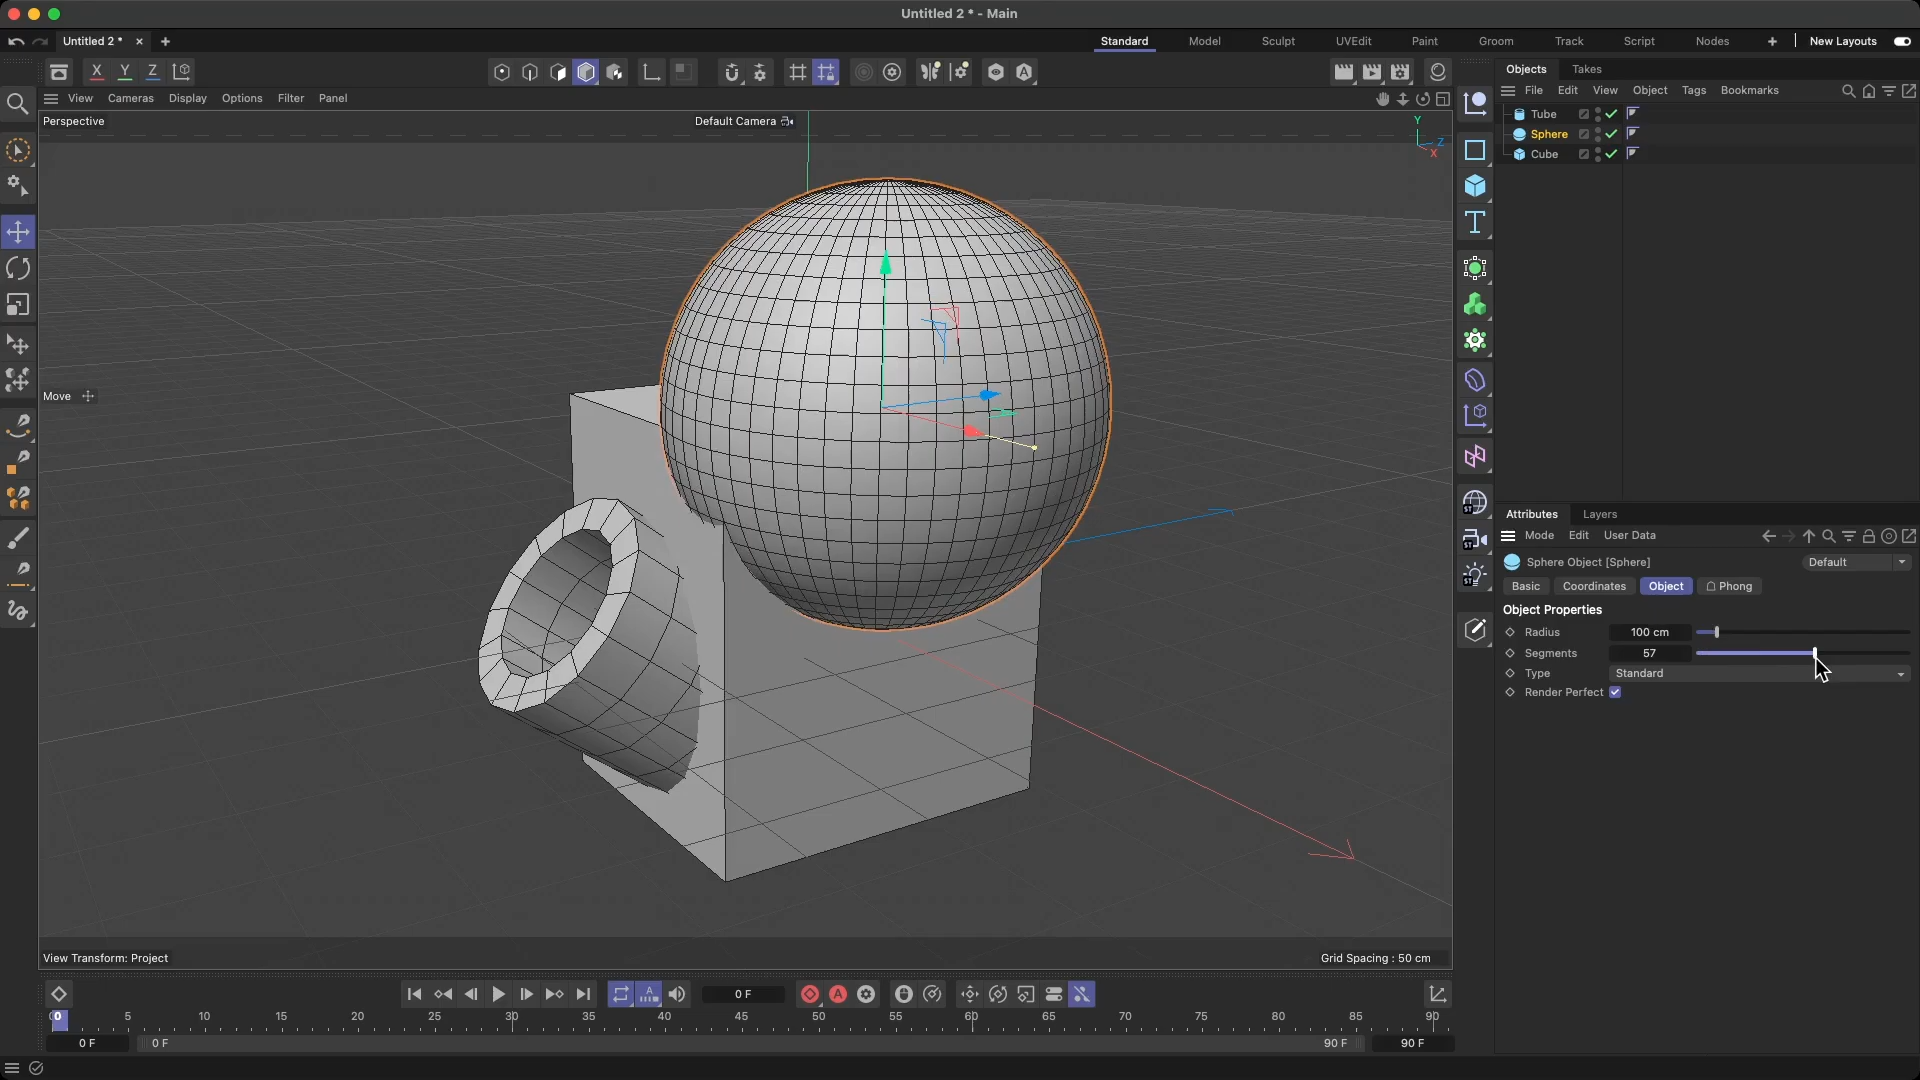 Untitled 2 * - Main
Untitled 2 *
Standard Model Sculpt UVEdit Paint Groom Track Script Nodes New Layouts
X Y Z
Objects Takes
View Cameras Display Options Filter Panel
File Edit View Object Tags Bookmarks
Perspective
Default Camera
Y
Z
X
Tube
Sphere
Cube
Move
Attributes Layers
Mode Edit User Data
Sphere Object [Sphere]
Default
Basic Coordinates Object Phong
Object Properties
Radius 100 cm
Segments 57
Type Standard
Render Perfect
View Transform: Project
Grid Spacing : 50 cm
0 F
0 5 10 15 20 25 30 35 40 45 50 55 60 65 70 75 80 85 90
0 F 0 F 90 F 90 F